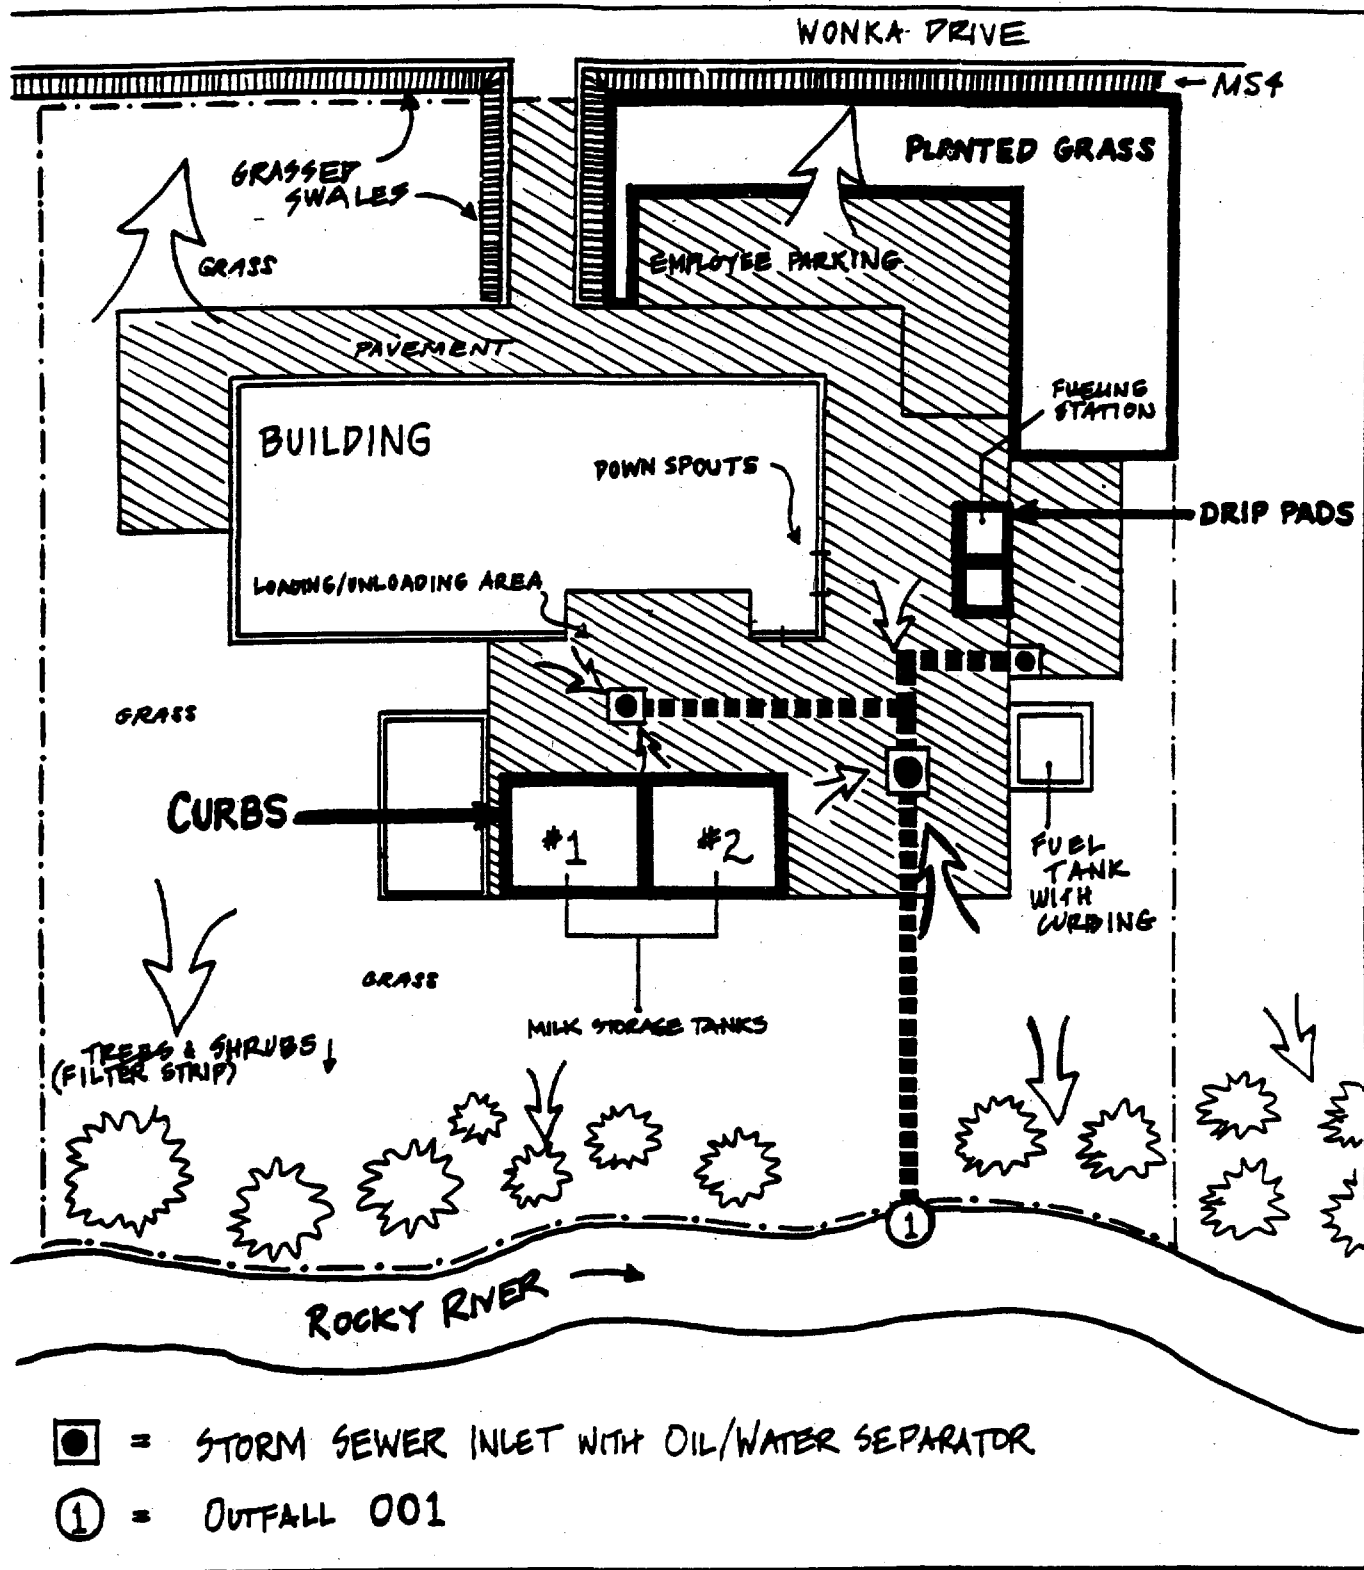 WONKA DRIVE
← MS4
PLANTED GRASS
GRASSED
SWALES
GRASS
EMPLOYEE PARKING
PAVEMENT
FUELING
STATION
BUILDING
DOWN SPOUTS
DRIP PADS
LOADING/UNLOADING AREA
GRASS
CURBS
#1
#2
FUEL
TANK
WITH
CURBING
GRASS
MILK STORAGE TANKS
TREES & SHRUBS
(FILTER STRIP)
1
ROCKY RIVER
= STORM SEWER INLET WITH OIL/WATER SEPARATOR
1 = OUTFALL 001